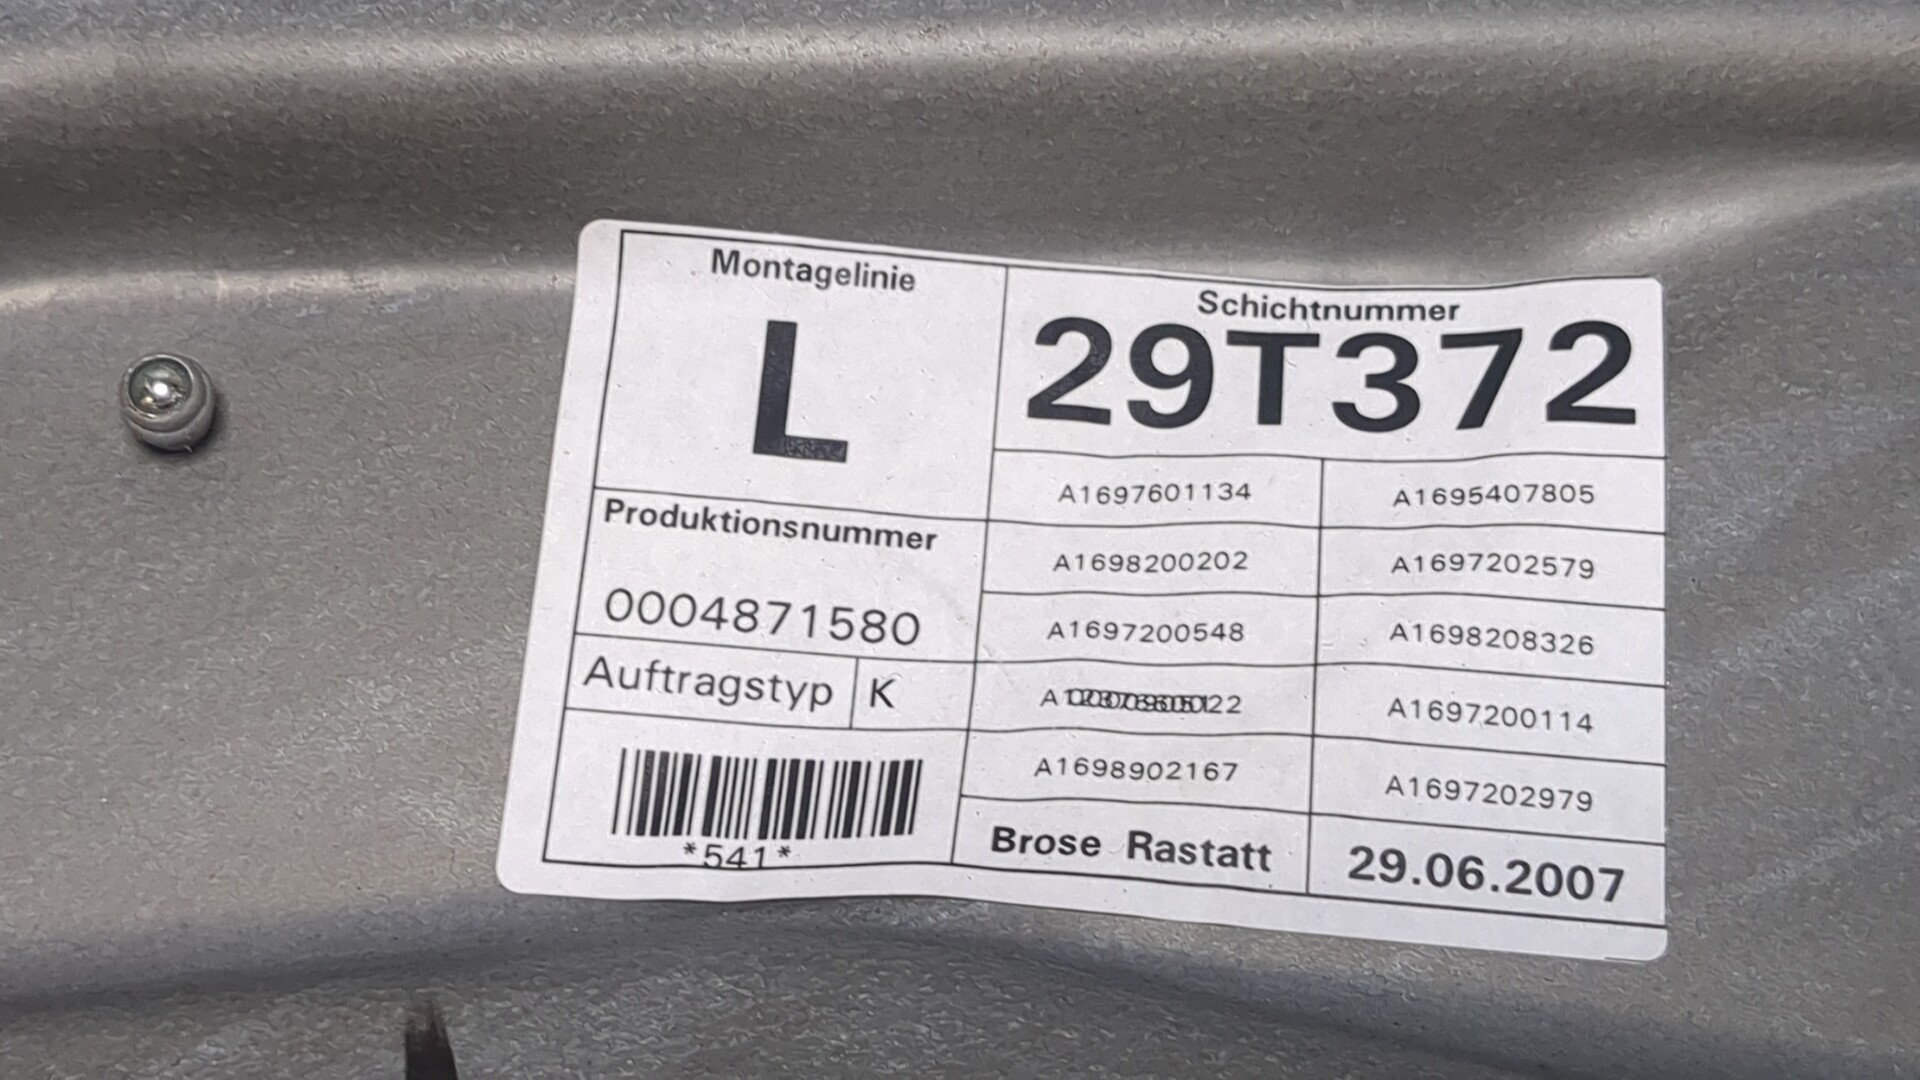 Montagelinie
L
Schichtnummer
29T372
Produktionsnummer
0004871580
Auftragstyp K
*541*
A1697601134 A1695407805
A1698200202 A1697202579
A1697200548 A1698208326
A1697200114
A1698902167 A1697202979
Brose Rastatt 29.06.2007